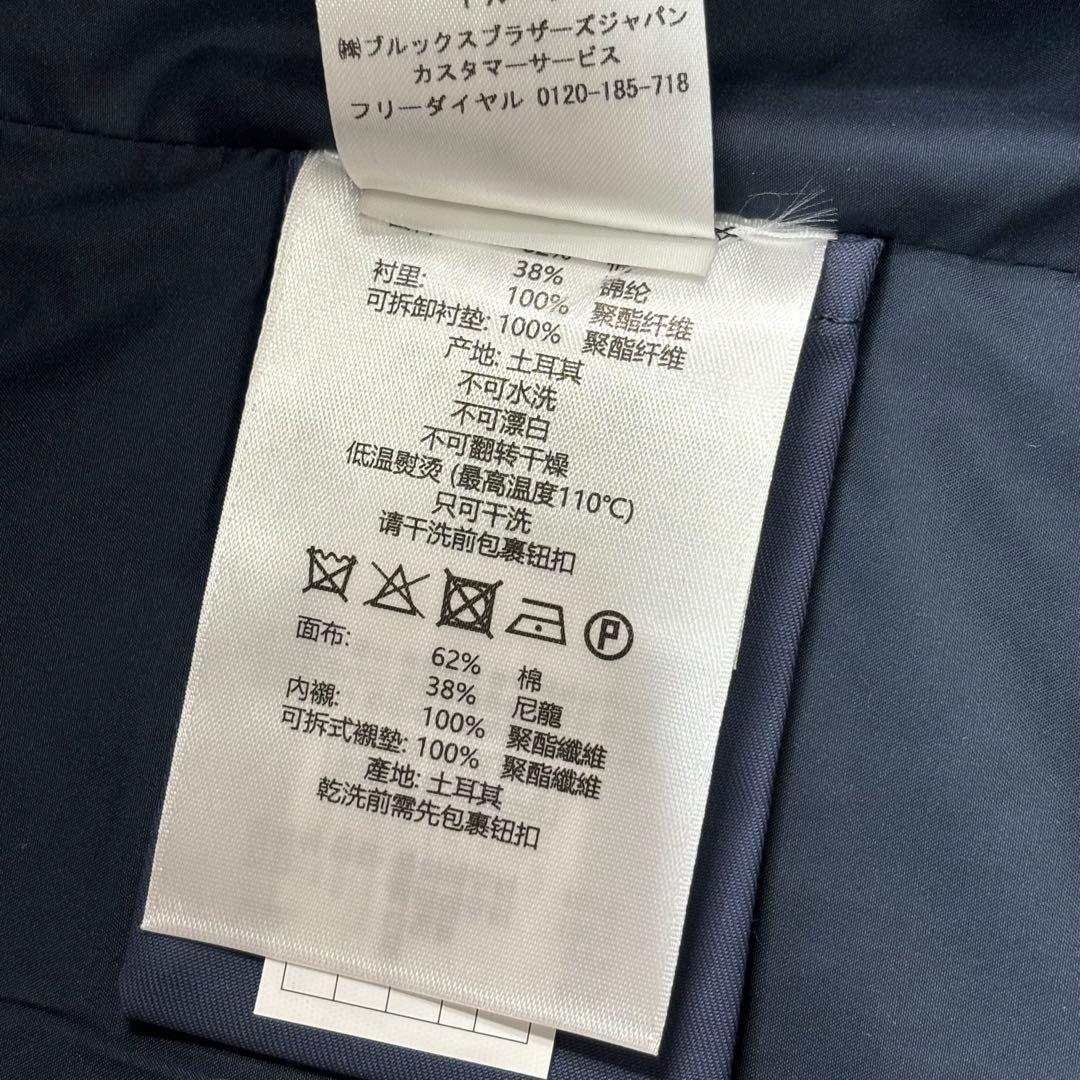 ㈱ブルックスブラザーズジャパン
カスタマーサービス
フリーダイヤル 0120-185-718
38% 锦纶
衬里: 100% 聚酯纤维
可拆卸衬垫: 100% 聚酯纤维
产地: 土耳其
不可水洗
不可漂白
不可翻转干燥
低温熨烫 (最高温度110℃)
只可干洗
请干洗前包裹钮扣
P
面布: 62% 棉
38% 尼龍
内襯: 100% 聚酯纖維
可拆式襯墊: 100% 聚酯纖維
產地: 土耳其
乾洗前需先包裹钮扣